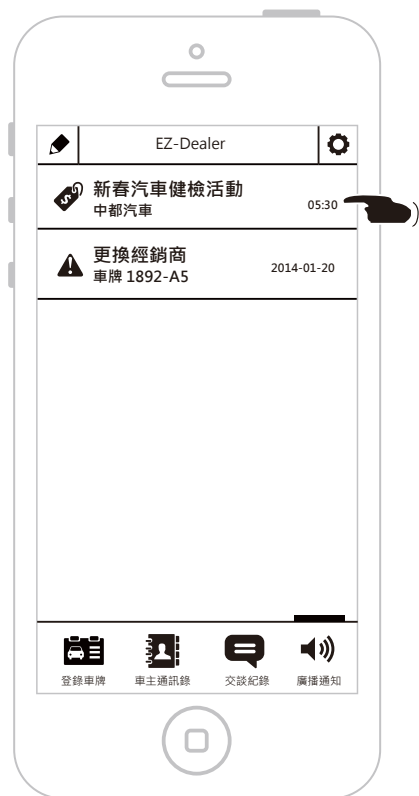 EZ-Dealer
新春汽車健檢活動
中都汽車
05:30
更換經銷商
車牌 1892-A5
2014-01-20
登錄車牌
車主通訊錄
交談紀錄
廣播通知